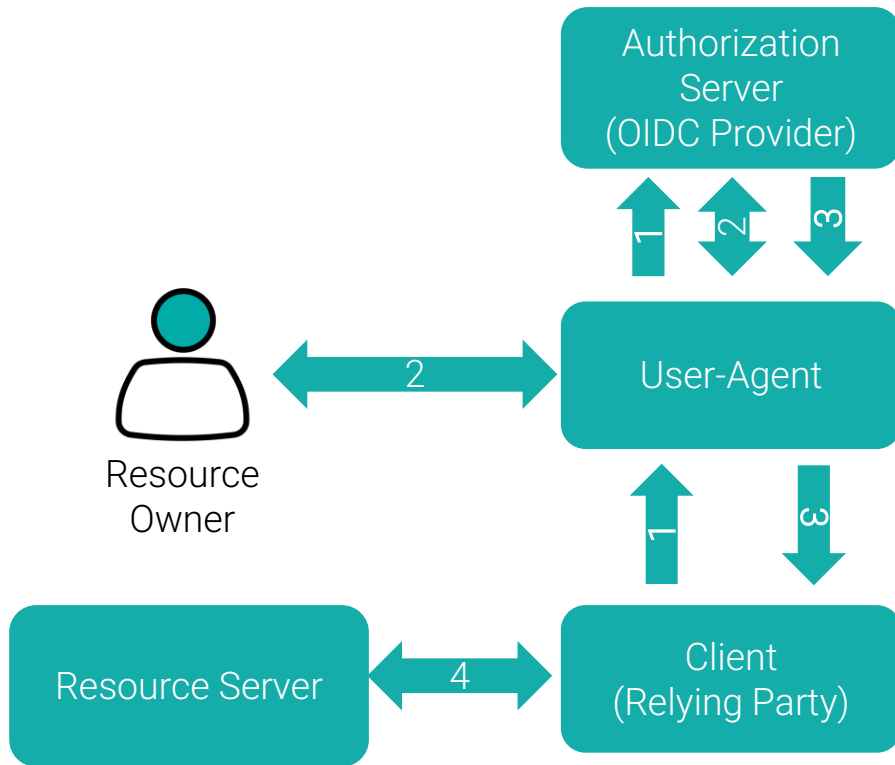 Authorization
Server
(OIDC Provider)
1
2
3
2
User-Agent
Resource
Owner
1
3
Resource Server
4
Client
(Relying Party)